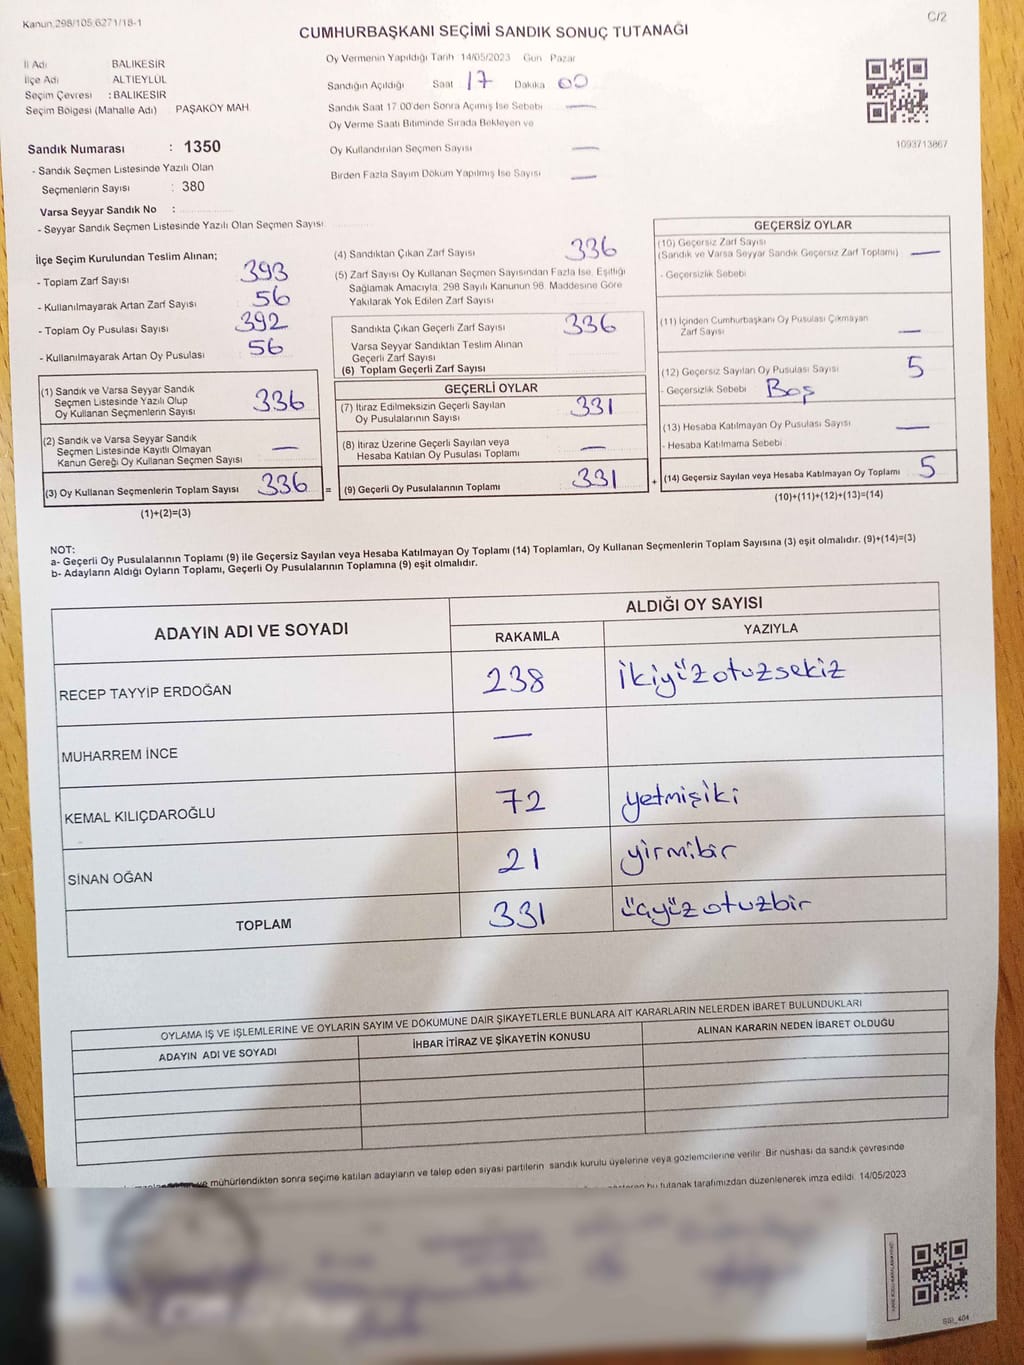 Kanun.298/105,6271/18-1
C/2
CUMHURBAŞKANI SEÇİMİ SANDIK SONUÇ TUTANAĞI
İl Adı BALIKESİR
İlçe Adı ALTIEYLÜL
Seçim Çevresi : BALIKESİR
Seçim Bölgesi (Mahalle Adı) PAŞAKÖY MAH.
Oy Vermenin Yapıldığı Tarih 14/05/2023 Gün Pazar
Sandığın Açıldığı Saat 17 Dakika 00
Sandık Saat 17.00'den Sonra Açımış İse Sebebi —
Oy Verme Saati Bitiminde Sırada Bekleyen ve
Oy Kullandırılan Seçmen Sayısı —
Birden Fazla Sayım Döküm Yapılmış İse Sayısı —
1093713867
Sandık Numarası : 1350
- Sandık Seçmen Listesinde Yazılı Olan
Seçmenlerin Sayısı : 380
Varsa Seyyar Sandık No :
- Seyyar Sandık Seçmen Listesinde Yazılı Olan Seçmen Sayısı
İlçe Seçim Kurulundan Teslim Alınan;
- Toplam Zarf Sayısı 393
- Kullanılmayarak Artan Zarf Sayısı 56
- Toplam Oy Pusulası Sayısı 392
- Kullanılmayarak Artan Oy Pusulası 56
(1) Sandık ve Varsa Seyyar Sandık
Seçmen Listesinde Yazılı Olup
Oy Kullanan Seçmenlerin Sayısı 336
(2) Sandık ve Varsa Seyyar Sandık
Seçmen Listesinde Kayıtlı Olmayan
Kanun Gereği Oy Kullanan Seçmen Sayısı —
(3) Oy Kullanan Seçmenlerin Toplam Sayısı 336 =
(1)+(2)=(3)
(4) Sandıktan Çıkan Zarf Sayısı 336
(5) Zarf Sayısı Oy Kullanan Seçmen Sayısından Fazla İse, Eşitliği
Sağlamak Amacıyla, 298 Sayılı Kanunun 98. Maddesine Göre
Yakılarak Yok Edilen Zarf Sayısı
Sandıkta Çıkan Geçerli Zarf Sayısı 336
Varsa Seyyar Sandıktan Teslim Alınan
Geçerli Zarf Sayısı
(6) Toplam Geçerli Zarf Sayısı
GEÇERLİ OYLAR
(7) İtiraz Edilmeksizin Geçerli Sayılan
Oy Pusulalarının Sayısı 331
(8) İtiraz Üzerine Geçerli Sayılan veya
Hesaba Katılan Oy Pusulası Toplamı —
(9) Geçerli Oy Pusulalarının Toplamı 331 +
GEÇERSİZ OYLAR
(10) Geçersiz Zarf Sayısı
(Sandık ve Varsa Seyyar Sandık Geçersiz Zarf Toplamı) —
- Geçersizlik Sebebi
(11) İçinden Cumhurbaşkanı Oy Pusulası Çıkmayan
Zarf Sayısı —
(12) Geçersiz Sayılan Oy Pusulası Sayısı 5
- Geçersizlik Sebebi Boş
(13) Hesaba Katılmayan Oy Pusulası Sayısı —
- Hesaba Katılmama Sebebi
(14) Geçersiz Sayılan veya Hesaba Katılmayan Oy Toplamı 5
(10)+(11)+(12)+(13)=(14)
NOT:
a- Geçerli Oy Pusulalarının Toplamı (9) ile Geçersiz Sayılan veya Hesaba Katılmayan Oy Toplamı (14) Toplamları, Oy Kullanan Seçmenlerin Toplam Sayısına (3) eşit olmalıdır. (9)+(14)=(3)
b- Adayların Aldığı Oyların Toplamı, Geçerli Oy Pusulalarının Toplamına (9) eşit olmalıdır.
ADAYIN ADI VE SOYADI
ALDIĞI OY SAYISI
RAKAMLA YAZIYLA
RECEP TAYYİP ERDOĞAN 238 ikiyüzotuzsekiz
MUHARREM İNCE —
KEMAL KILIÇDAROĞLU 72 yetmişiki
SİNAN OĞAN 21 yirmibir
TOPLAM 331 üçyüzotuzbir
OYLAMA İŞ VE İŞLEMLERİNE VE OYLARIN SAYIM VE DÖKÜMÜNE DAİR ŞİKAYETLERLE BUNLARA AİT KARARLARIN NELERDEN İBARET BULUNDUKLARI
ADAYIN ADI VE SOYADI İHBAR İTİRAZ VE ŞİKAYETİN KONUSU ALINAN KARARIN NEDEN İBARET OLDUĞU
ve mühürlendikten sonra seçime katılan adayların ve talep eden siyasi partilerin sandık kurulu üyelerine veya gözlemcilerine verilir. Bir nüshası da sandık çevresinde
bu tutanak tarafımızdan düzenlenerek imza edildi. 14/05/2023